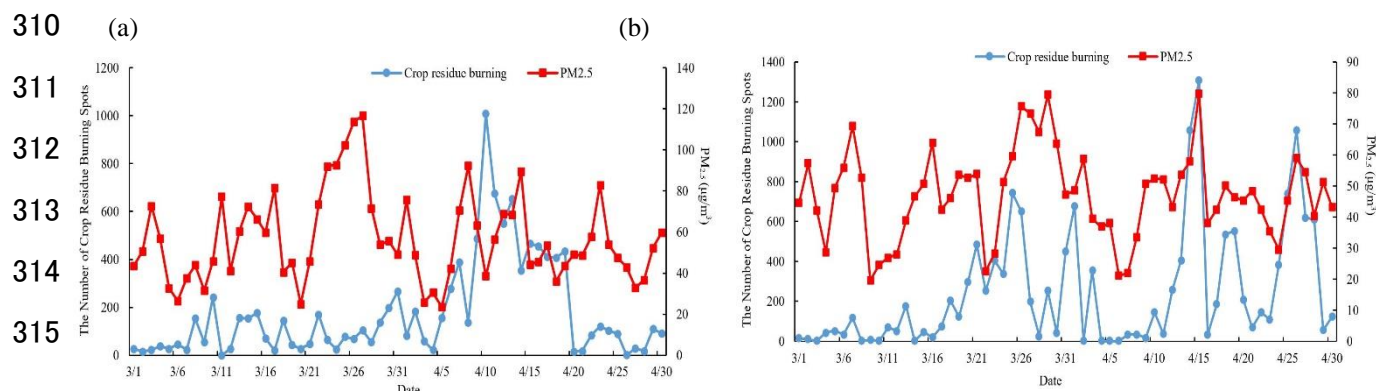 310
311
312
313
314
315
(a)
Crop residue burning
PM2.5
The Number of Crop Residue Burning Spots
1200
1000
800
600
400
200
0
140
120
100
80
60
40
20
0
PM2.5 (μg/m3)
3/1 3/6 3/11 3/16 3/21 3/26 3/31 4/5 4/10 4/15 4/20 4/25 4/30
Date
(b)
Crop residue burning
PM2.5
The Number of Crop Residue Burning Spots
1400
1200
1000
800
600
400
200
0
90
80
70
60
50
40
30
20
10
0
PM2.5 (μg/m3)
3/1 3/6 3/11 3/16 3/21 3/26 3/31 4/5 4/10 4/15 4/20 4/25 4/30
Date